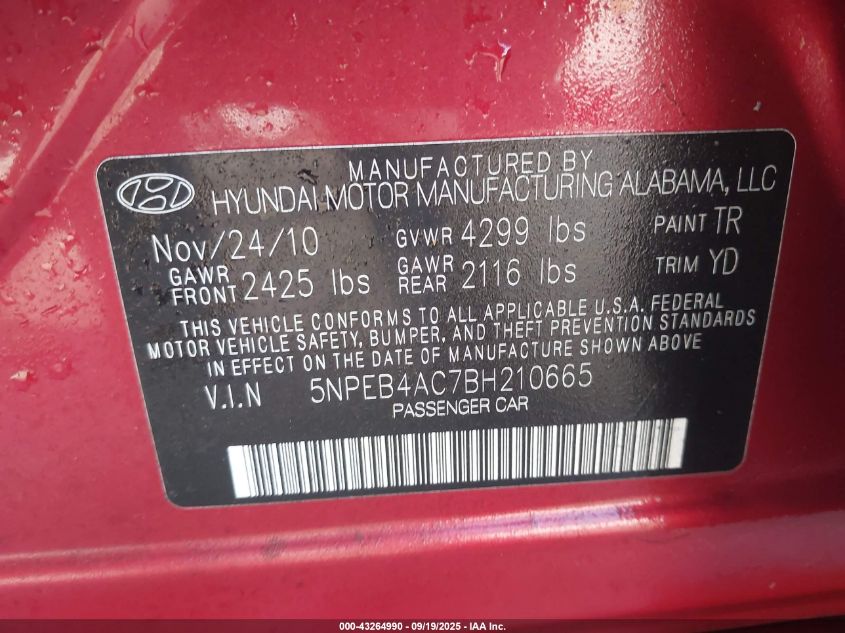 MANUFACTURED BY
HYUNDAI MOTOR MANUFACTURING ALABAMA, LLC
Nov/24/10 GVWR 4299 lbs PAINT TR
GAWR FRONT 2425 lbs GAWR REAR 2116 lbs TRIM YD
THIS VEHICLE CONFORMS TO ALL APPLICABLE U.S.A. FEDERAL
MOTOR VEHICLE SAFETY, BUMPER, AND THEFT PREVENTION STANDARDS
IN EFFECT ON THE DATE OF MANUFACTURE SHOWN ABOVE.
V.I.N 5NPEB4AC7BH210665
PASSENGER CAR
000-43264990 - 09/19/2025 - IAA Inc.